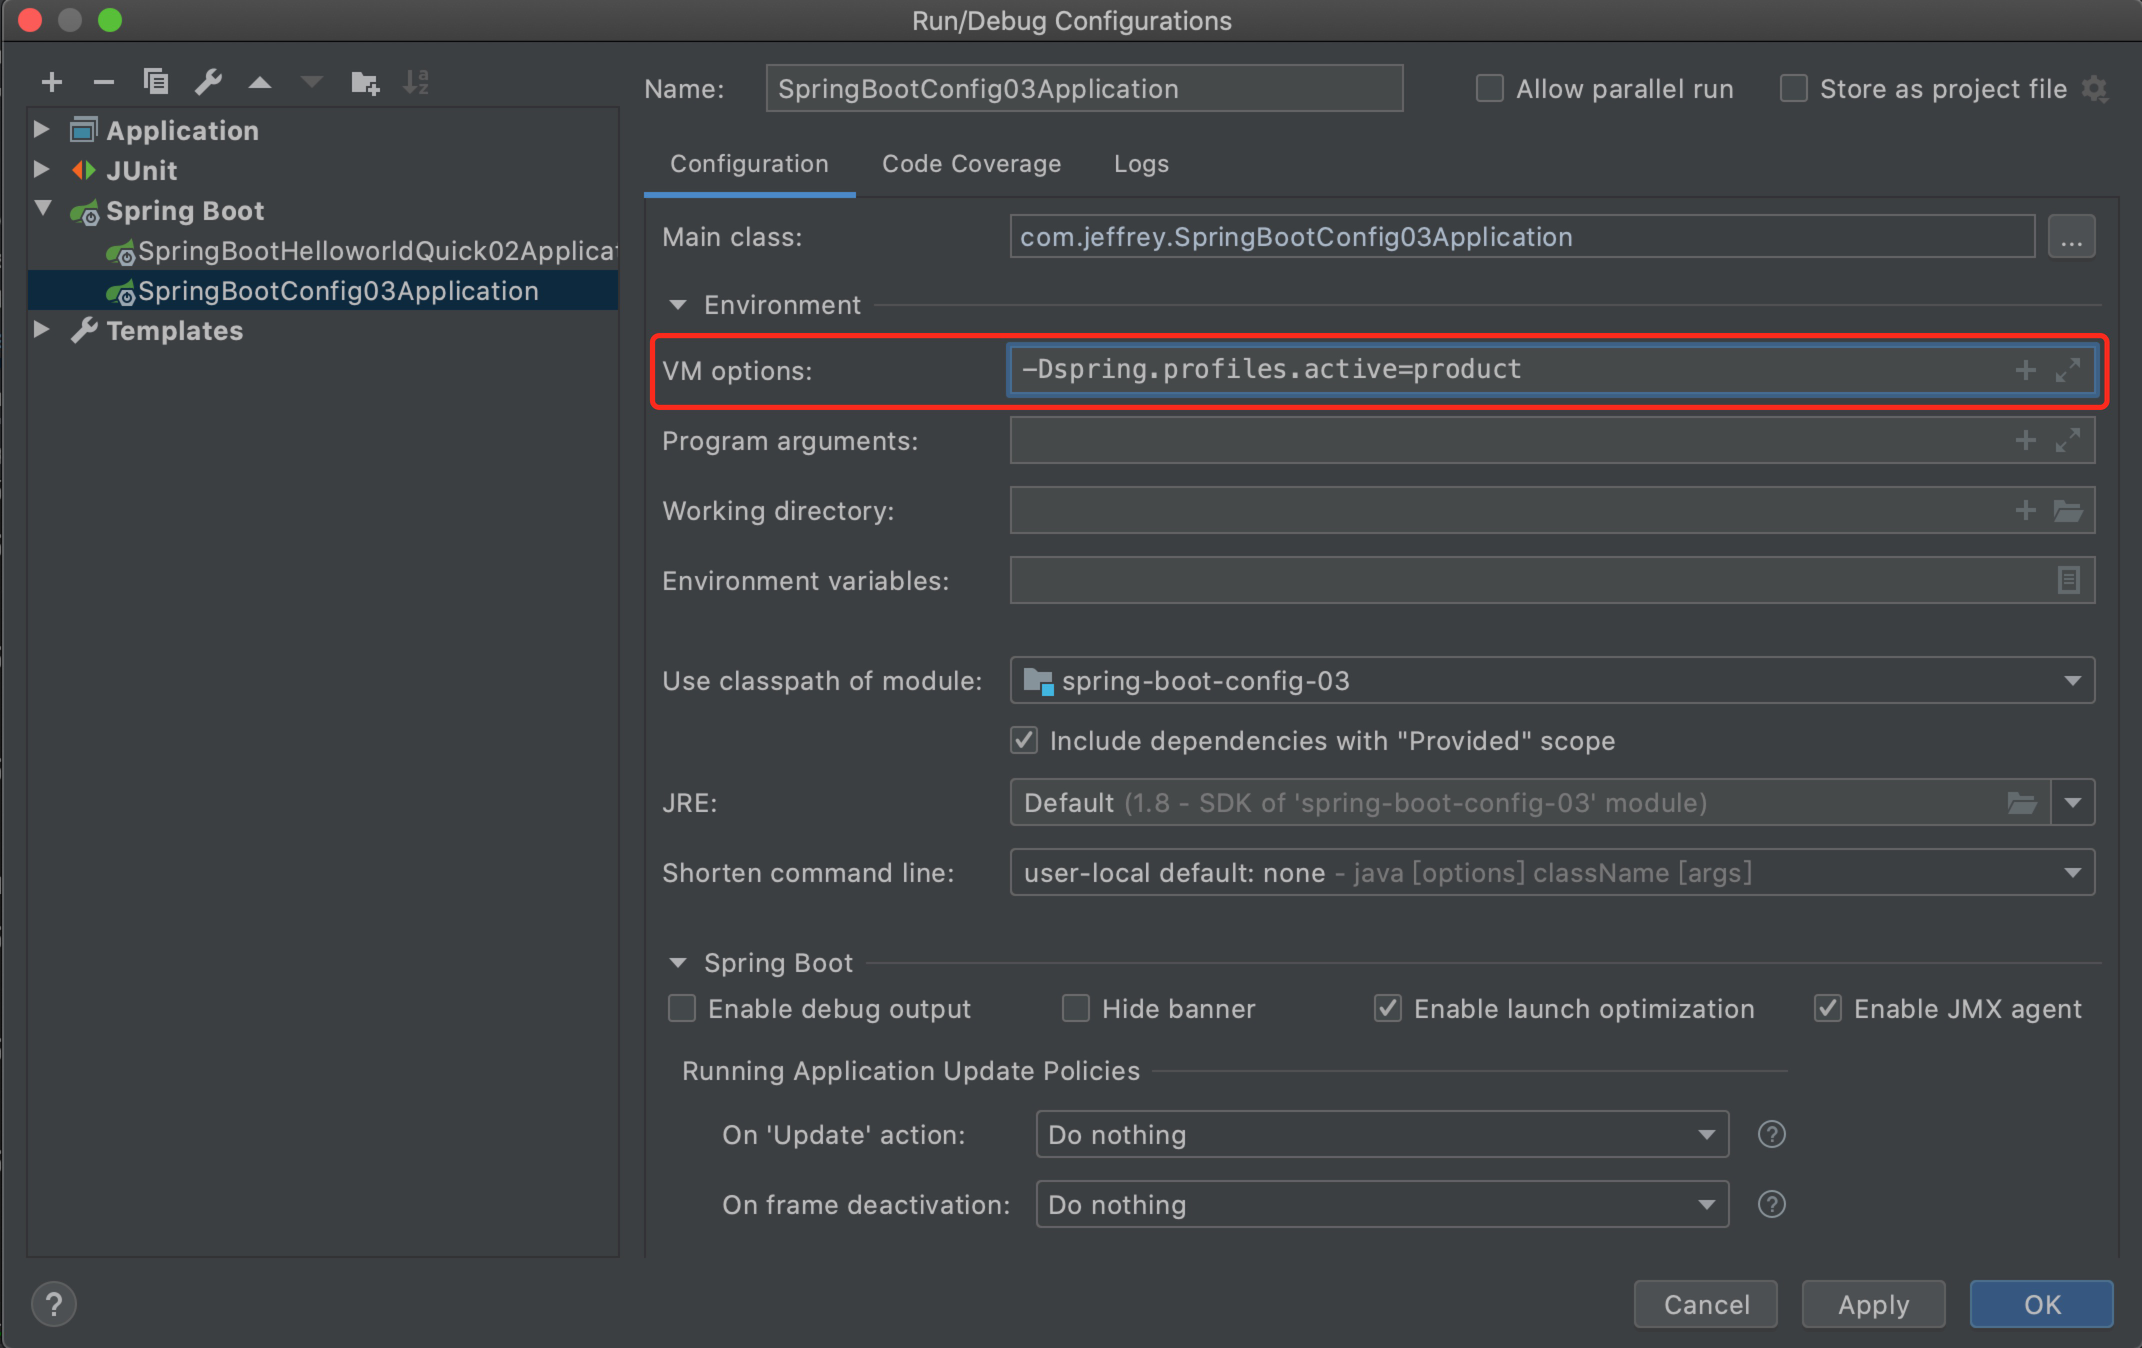 Run/Debug Configurations
Name: SpringBootConfig03Application Allow parallel run Store as project file
Application
JUnit
Spring Boot
SpringBootHelloworldQuick02Applica
SpringBootConfig03Application
Templates
Configuration Code Coverage Logs
Main class: com.jeffrey.SpringBootConfig03Application ...
Environment
VM options: -Dspring.profiles.active=product
Program arguments:
Working directory:
Environment variables:
Use classpath of module: spring-boot-config-03
Include dependencies with "Provided" scope
JRE: Default (1.8 - SDK of 'spring-boot-config-03' module)
Shorten command line: user-local default: none - java [options] className [args]
Spring Boot
Enable debug output Hide banner Enable launch optimization Enable JMX agent
Running Application Update Policies
On 'Update' action: Do nothing ?
On frame deactivation: Do nothing ?
? Cancel Apply OK